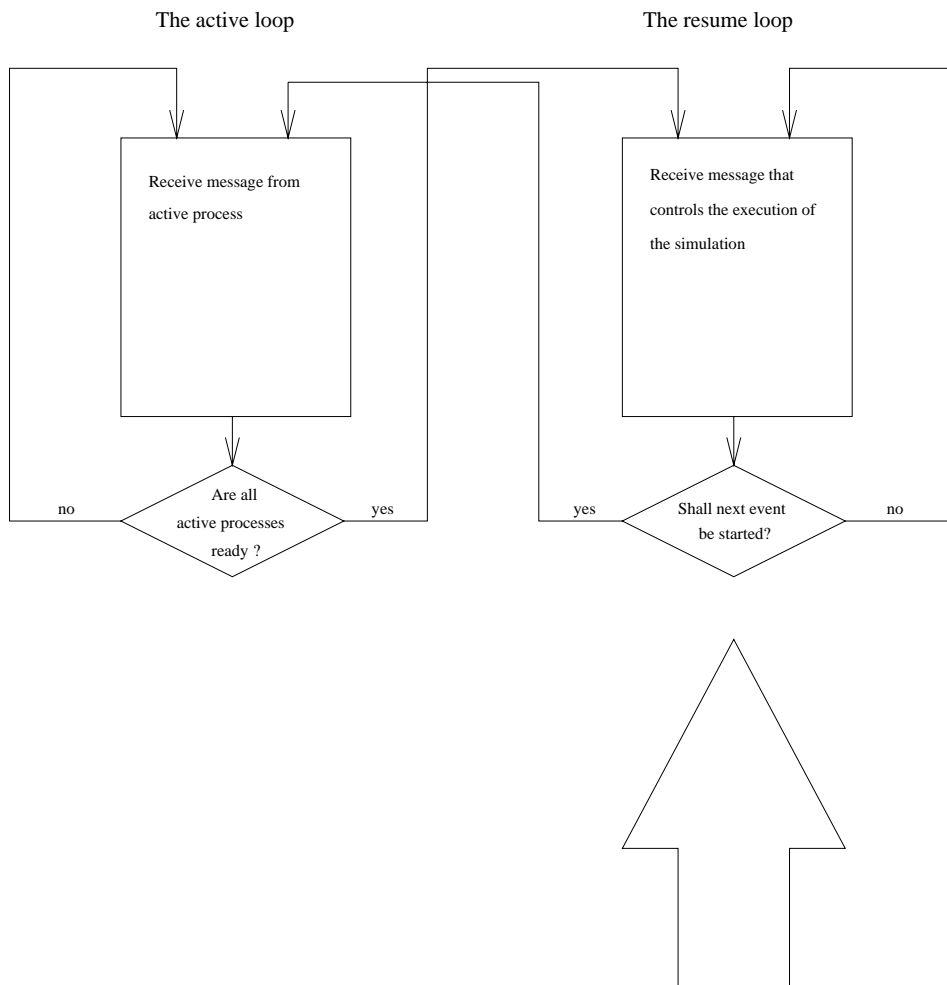 The active loop
The resume loop
Receive message from
active process
Receive message that
controls the execution of
the simulation
Are all
active processes
ready ?
no
yes
Shall next event
be started?
yes
no